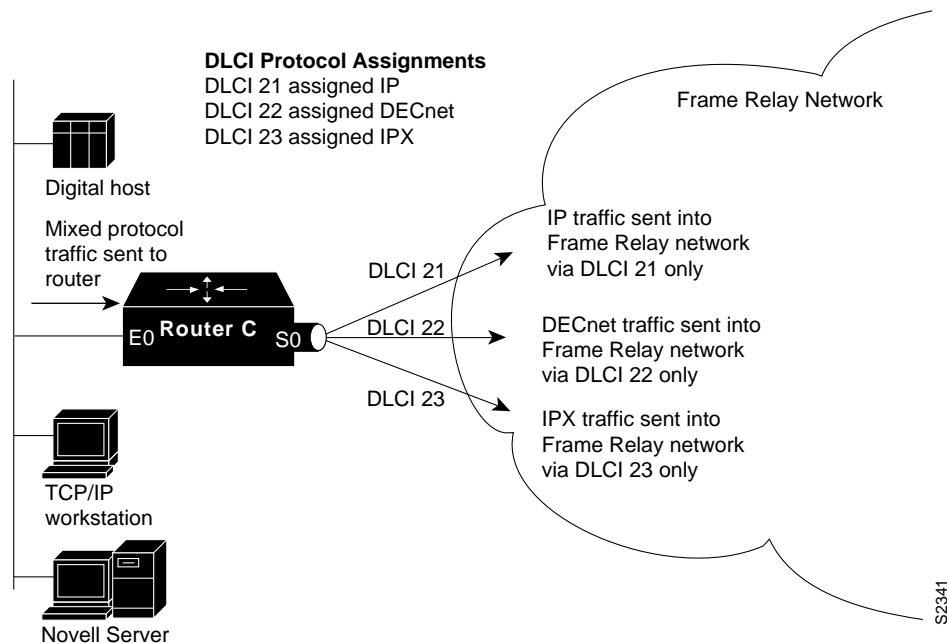 DLCI Protocol Assignments
DLCI 21 assigned IP
DLCI 22 assigned DECnet
DLCI 23 assigned IPX
Frame Relay Network
Digital host
Mixed protocol
traffic sent to
router
IP traffic sent into
Frame Relay network
via DLCI 21 only
DLCI 21
E0
Router C
S0
DLCI 22
DECnet traffic sent into
Frame Relay network
via DLCI 22 only
DLCI 23
IPX traffic sent into
Frame Relay network
via DLCI 23 only
TCP/IP
workstation
Novell Server
S2341